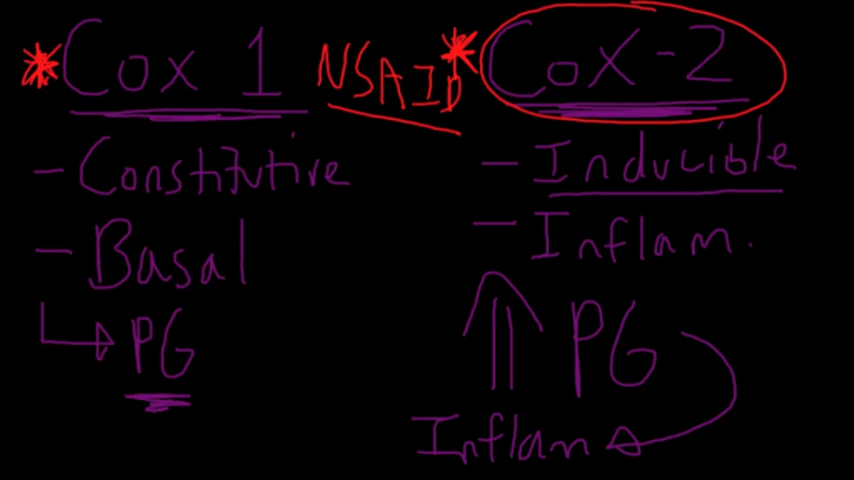 Cox 1 NSAID Cox-2
- Constitutive
- Basal
PG
- Inducible
- Inflam.
PG
Inflam